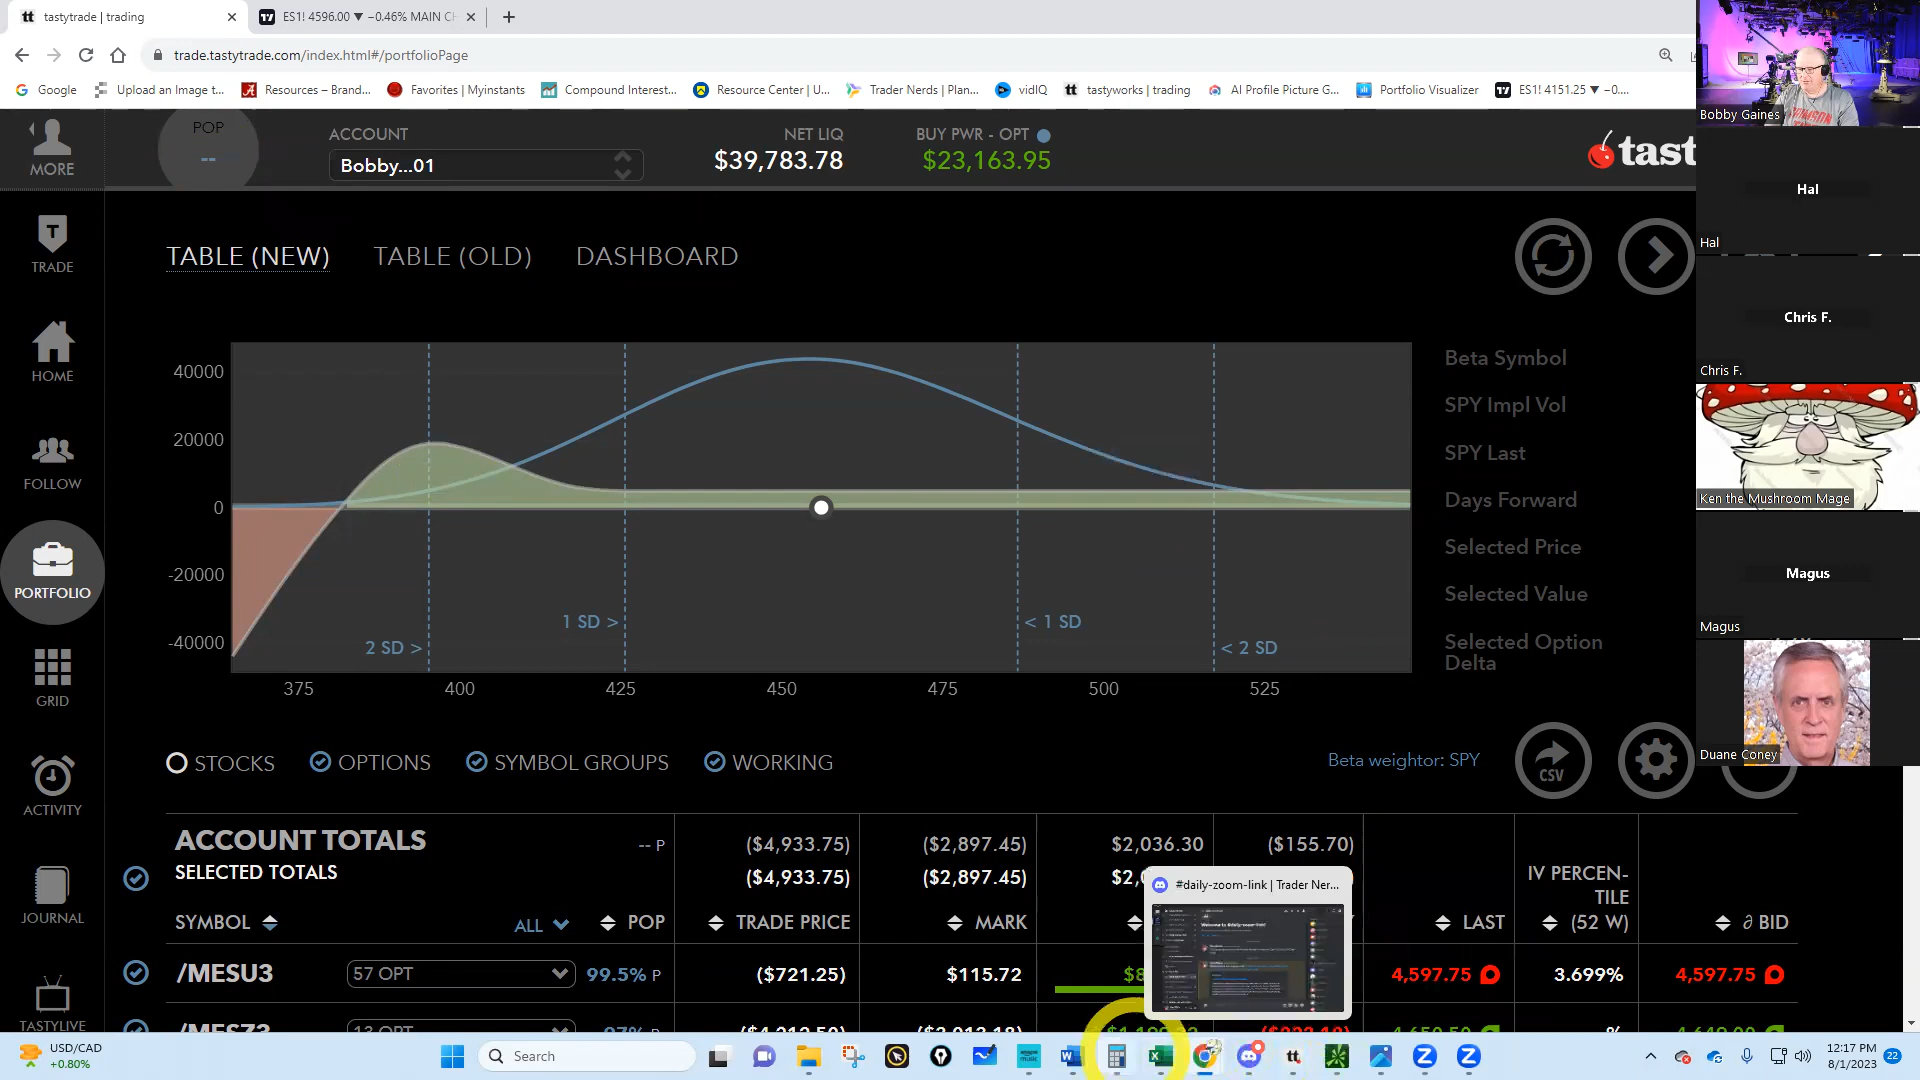 tastytrade | trading
ES1! 4596.00 ▼ −0.46% MAIN CH
trade.tastytrade.com/index.html#/portfolioPage
Google
Upload an Image t...
Resources – Brand...
Favorites | Myinstants
Compound Interest...
Resource Center | U...
Trader Nerds | Plan...
vidIQ
tastyworks | trading
AI Profile Picture G...
Portfolio Visualizer
ES1! 4151.25 ▼ −0....
MORE
POP
--
ACCOUNT
Bobby...01
NET LIQ
$39,783.78
BUY PWR - OPT
$23,163.95
tast
Bobby Gaines
Hal
Hal
Chris F.
Chris F.
Ken the Mushroom Mage
Magus
Magus
Duane Coney
TRADE
HOME
FOLLOW
PORTFOLIO
GRID
ACTIVITY
JOURNAL
TASTYLIVE
TABLE (NEW)
TABLE (OLD)
DASHBOARD
40000
20000
0
-20000
-40000
2 SD >
1 SD >
< 1 SD
< 2 SD
375
400
425
450
475
500
525
Beta Symbol
SPY Impl Vol
SPY Last
Days Forward
Selected Price
Selected Value
Selected Option
Delta
STOCKS
OPTIONS
SYMBOL GROUPS
WORKING
Beta weightor: SPY
CSV
ACCOUNT TOTALS
-- P
($4,933.75)
($2,897.45)
$2,036.30
($155.70)
SELECTED TOTALS
($4,933.75)
($2,897.45)
IV PERCEN-
TILE
(52 W)
SYMBOL
ALL
POP
TRADE PRICE
MARK
LAST
∂ BID
#daily-zoom-link | Trader Ner...
/MESU3
57 OPT
99.5% P
($721.25)
$115.72
4,597.75
3.699%
4,597.75
/MESZ3
13 OPT
97% P
USD/CAD
+0.80%
Search
12:17 PM
8/1/2023
22